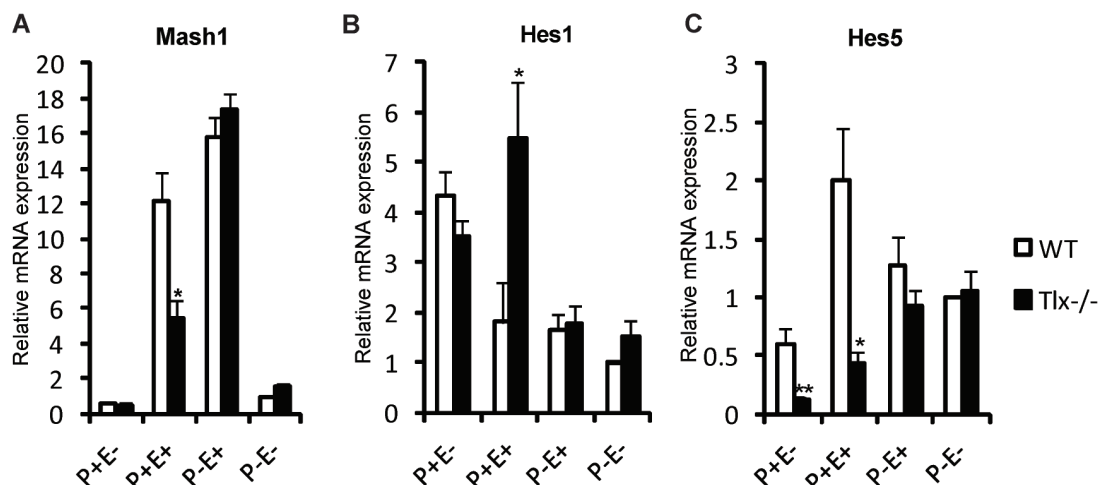 A
Mash1
Relative mRNA expression
20
18
16
14
12
10
8
6
4
2
0
*
P+E-
P+E+
P-E+
P-E-
B
Hes1
Relative mRNA expression
7
6
5
4
3
2
1
0
*
P+E-
P+E+
P-E+
P-E-
C
Hes5
Relative mRNA expression
3
2.5
2
1.5
1
0.5
0
**
*
P+E-
P+E+
P-E+
P-E-
WT
Tlx-/-